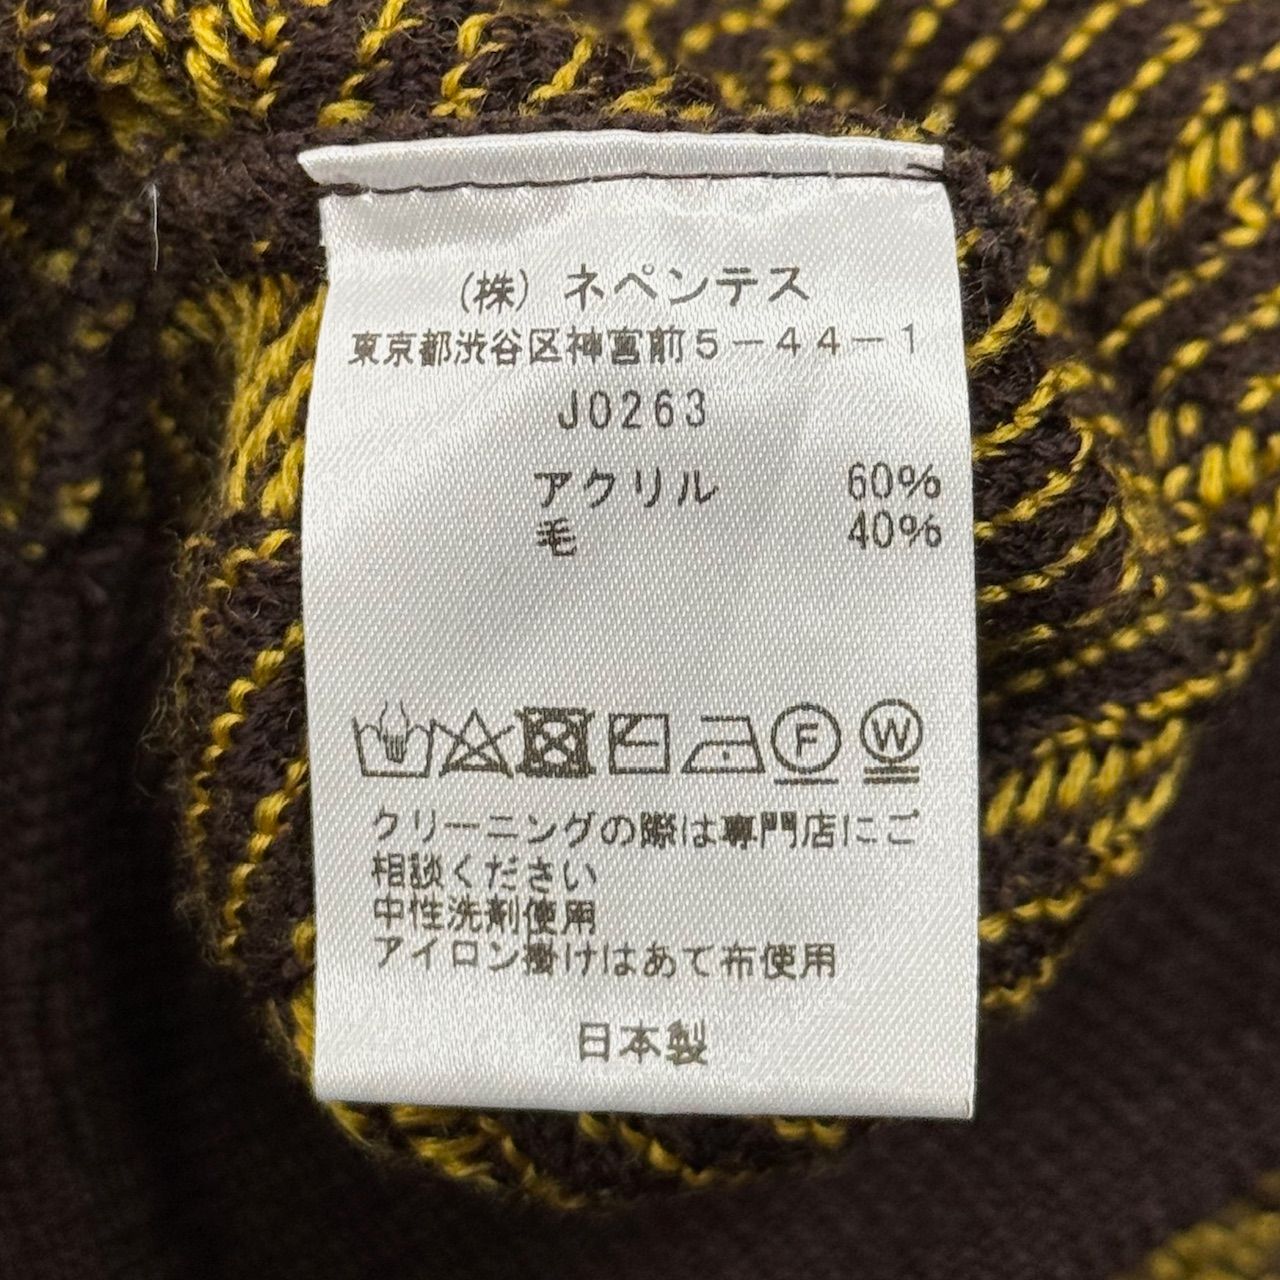 (株) ネペンテス
東京都渋谷区神宮前5-44-1
J0263
アクリル 60%
毛 40%
F W
クリーニングの際は専門店にご
相談ください
中性洗剤使用
アイロン掛けはあて布使用
日本製